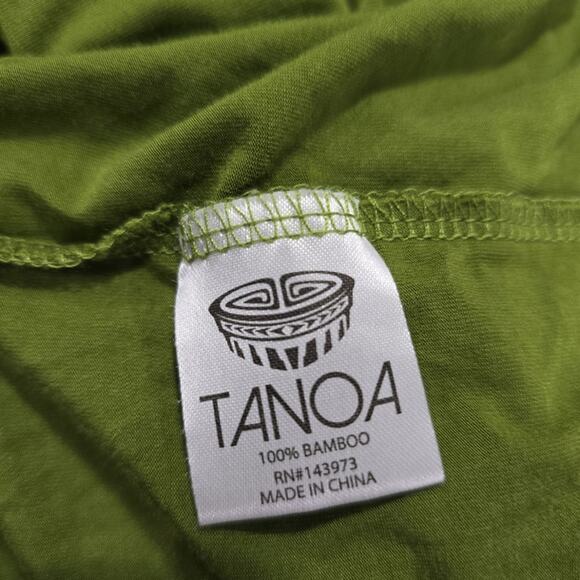 TANOA
100% BAMBOO
RN#143973
MADE IN CHINA